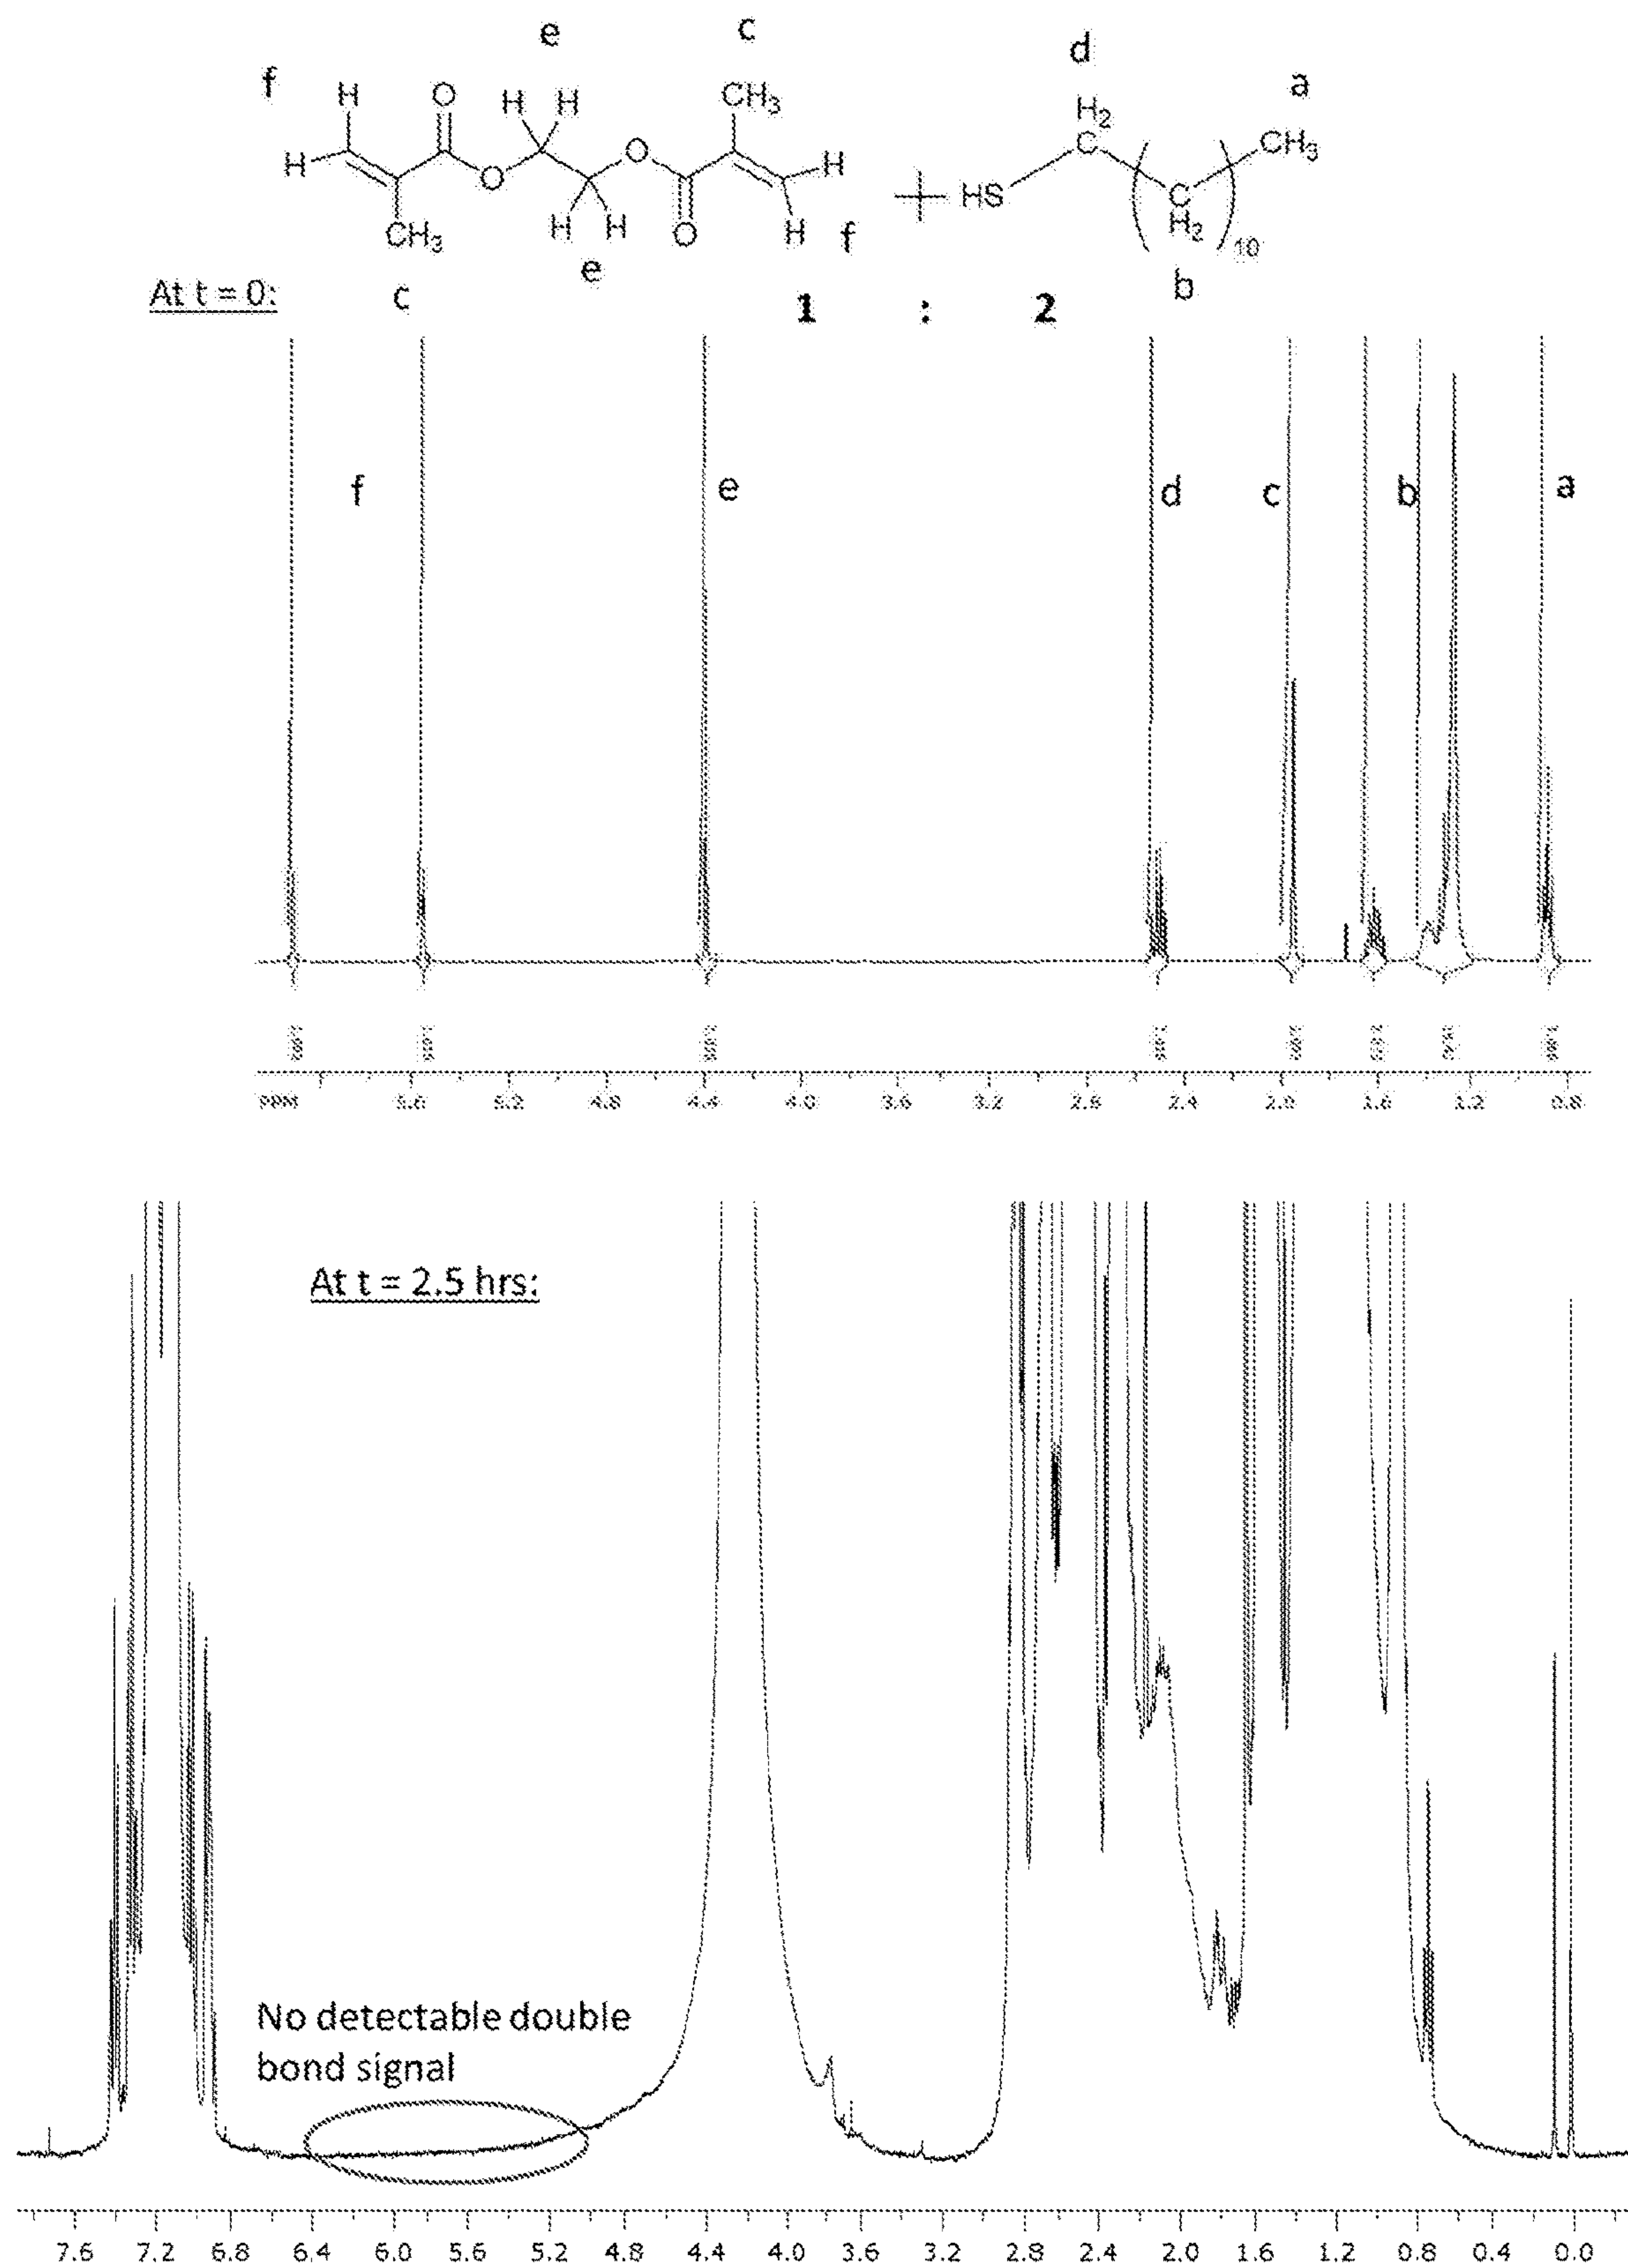 e
c
d
a
f
H
O
H H
CH₃
H₂
C
CH₃
H
O
O
H
HS
C
H₂
10
CH₃
H H
O
H
f
e
b
At t = 0:
c
1 : 2
f
e
d
c
b
a
5.6 5.2 4.8 4.4 4.0 3.6 3.2 2.8 2.4 2.0 1.6 1.2 0.8
At t = 2.5 hrs:
No detectable double
bond signal
7.6 7.2 6.8 6.4 6.0 5.6 5.2 4.8 4.4 4.0 3.6 3.2 2.8 2.4 2.0 1.6 1.2 0.8 0.4 0.0